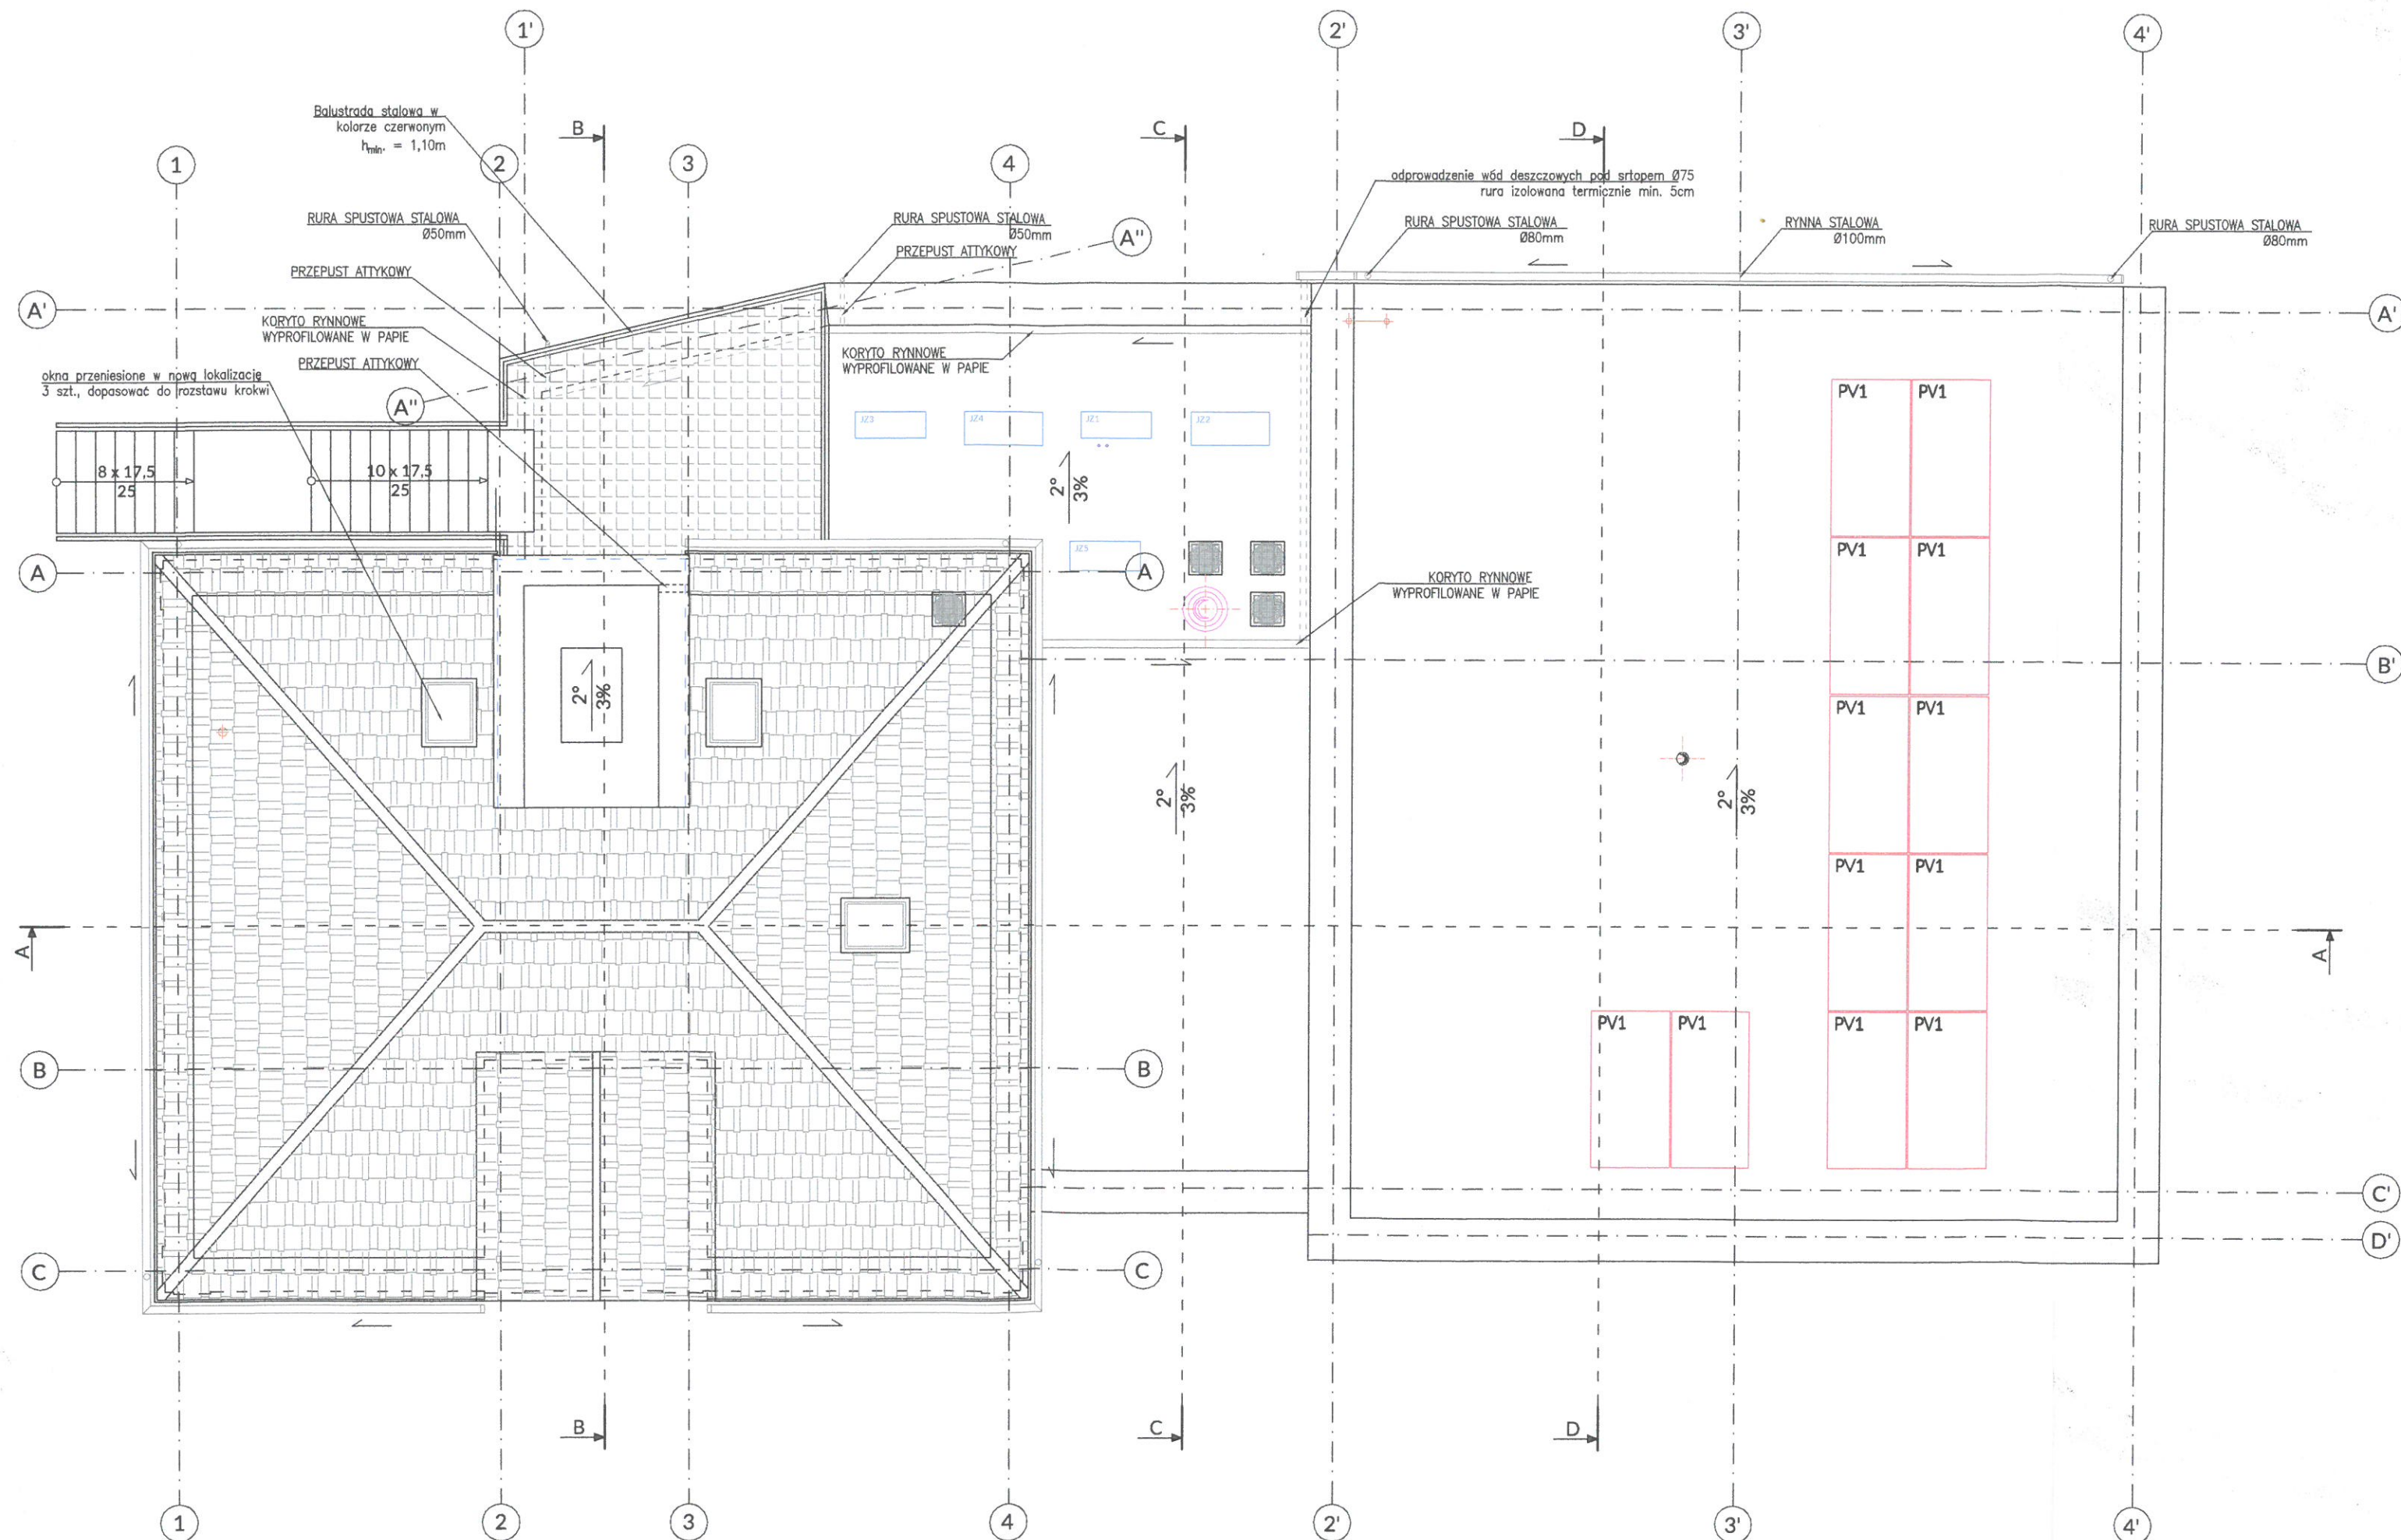 1'
2'
3'
4'
Balustrada stalowa w
kolorze czerwonym
hmin. = 1,10m
B
C
D
1
2
3
4
odprowadzenie wód deszczowych pod srtopem Ø75
rura izolowana termicznie min. 5cm
RURA SPUSTOWA STALOWA
Ø50mm
RURA SPUSTOWA STALOWA
Ø50mm
RURA SPUSTOWA STALOWA
Ø80mm
RYNNA STALOWA
Ø100mm
RURA SPUSTOWA STALOWA
Ø80mm
A''
PRZEPUST ATTYKOWY
PRZEPUST ATTYKOWY
A'
A'
KORYTO RYNNOWE
WYPROFILOWANE W PAPIE
PRZEPUST ATTYKOWY
KORYTO RYNNOWE
WYPROFILOWANE W PAPIE
okna przeniesione w nową lokalizację
3 szt., dopasować do rozstawu krokwi
A''
JZ3
JZ4
JZ1
JZ2
PV1
PV1
8 x 17,5
25
10 x 17,5
25
2°
3%
JZ5
PV1
PV1
A
A
KORYTO RYNNOWE
WYPROFILOWANE W PAPIE
B'
2°
3%
PV1
PV1
2°
3%
2°
3%
PV1
PV1
A
A
PV1
PV1
PV1
PV1
B
B
C'
D'
C
C
B
C
D
1
2
3
4
2'
3'
4'